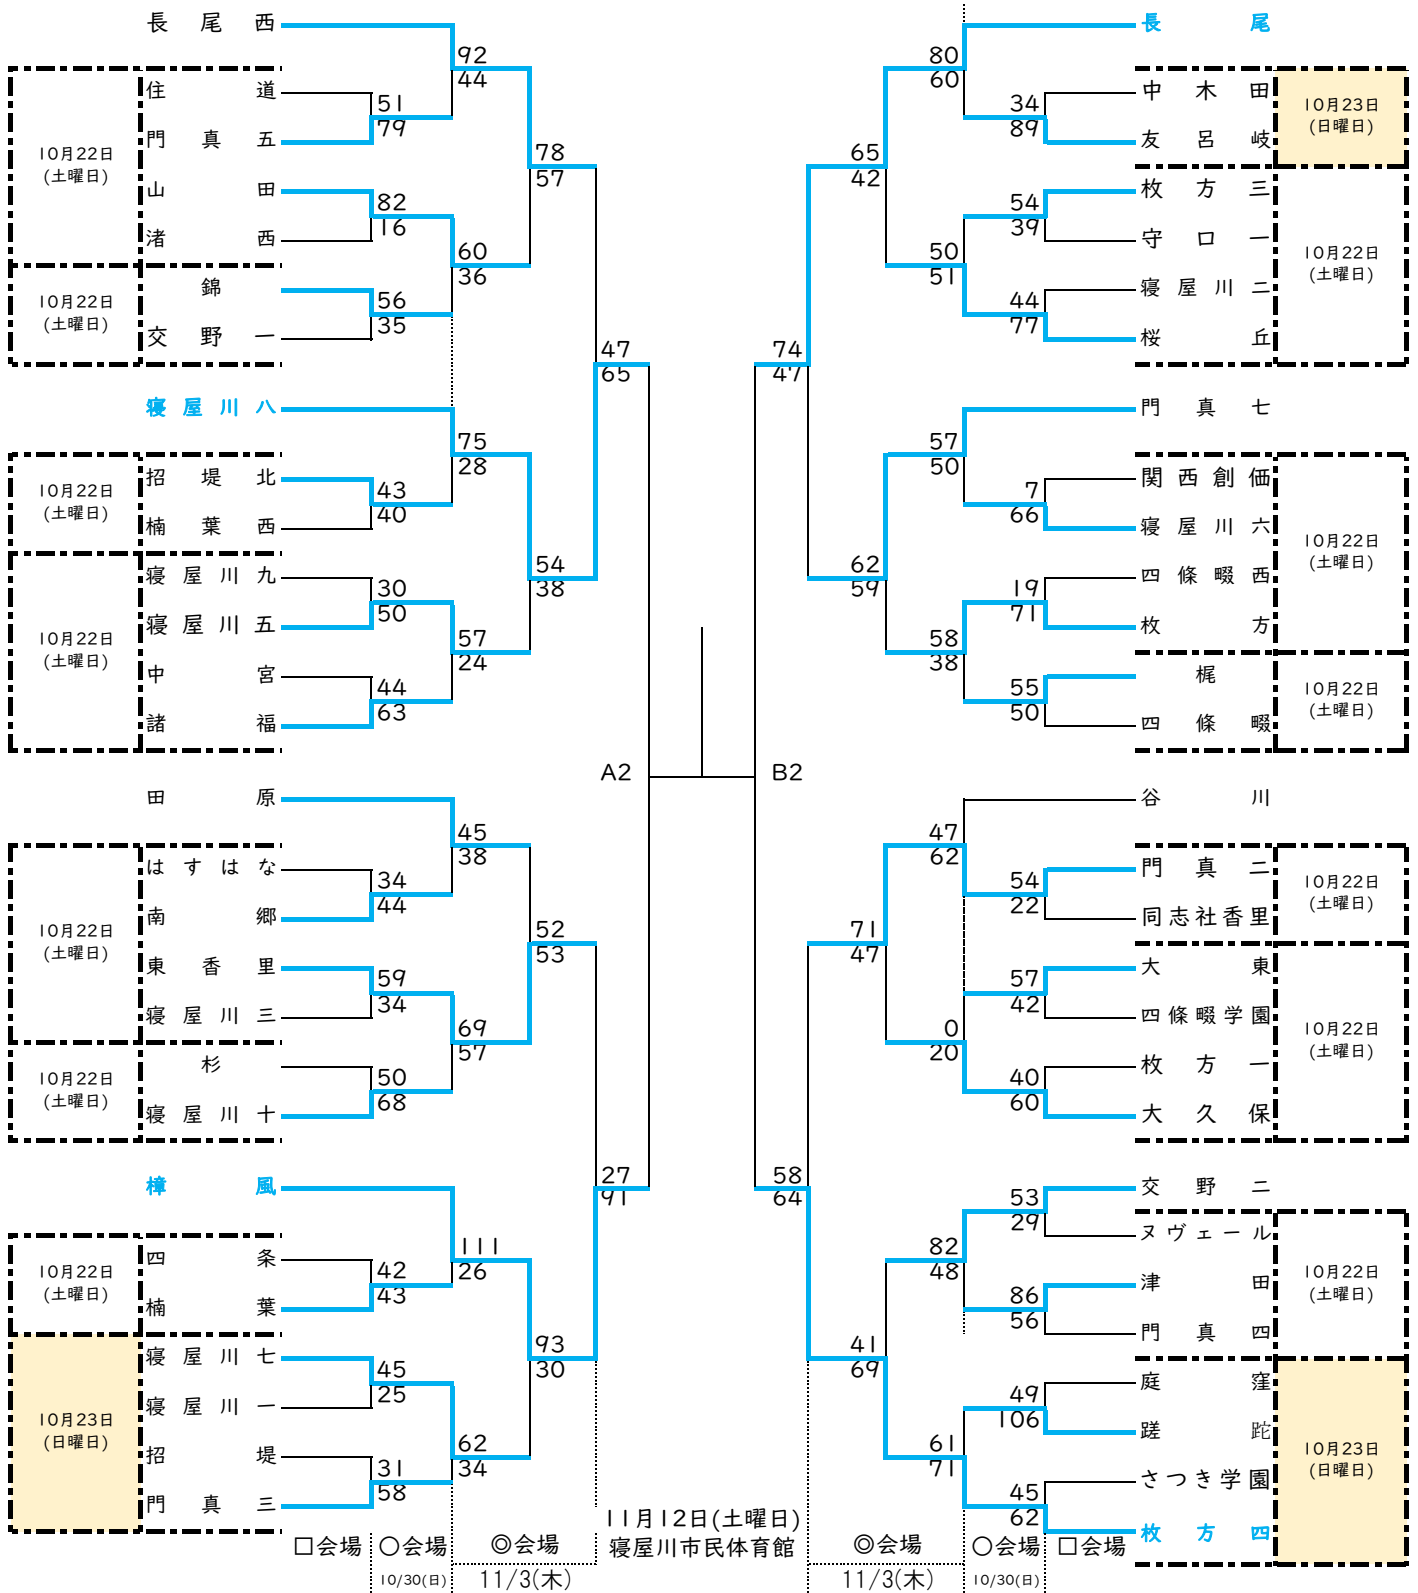 長尾西
92
44
10月22日
(土曜日)
住道
51
79
門真五
78
57
山田
82
16
渚西
60
36
10月22日
(土曜日)
錦
56
35
交野一
47
65
寝屋川八
75
28
10月22日
(土曜日)
招堤北
43
40
楠葉西
54
38
10月22日
(土曜日)
寝屋川九
30
50
寝屋川五
57
24
中宮
44
63
諸福
A2
田原
45
38
10月22日
(土曜日)
はすはな
34
44
南郷
52
53
東香里
59
34
寝屋川三
69
57
10月22日
(土曜日)
杉
50
68
寝屋川十
27
91
樟風
111
26
10月22日
(土曜日)
四条
42
43
楠葉
93
30
10月23日
(日曜日)
寝屋川七
45
25
寝屋川一
62
34
招堤
31
58
門真三
□会場
○会場
10/30(日)
◎会場
11/3(木)
11月12日(土曜日)
寝屋川市民体育館
長尾
80
60
中木田
34
89
友呂岐
10月23日
(日曜日)
65
42
枚方三
54
39
守口一
10月22日
(土曜日)
50
51
寝屋川二
44
77
桜丘
74
47
門真七
57
50
関西創価
7
66
寝屋川六
10月22日
(土曜日)
62
59
四條畷西
19
71
枚方
58
38
梶
55
50
四條畷
10月22日
(土曜日)
B2
谷川
47
62
門真二
54
22
同志社香里
10月22日
(土曜日)
71
47
大東
57
42
四條畷学園
10月22日
(土曜日)
0
20
枚方一
40
60
大久保
58
64
交野二
53
29
ヌヴェール
82
48
津田
86
56
門真四
10月22日
(土曜日)
41
69
庭窪
49
106
蹉跎
10月23日
(日曜日)
61
71
さつき学園
45
62
枚方四
◎会場
11/3(木)
○会場
10/30(日)
□会場